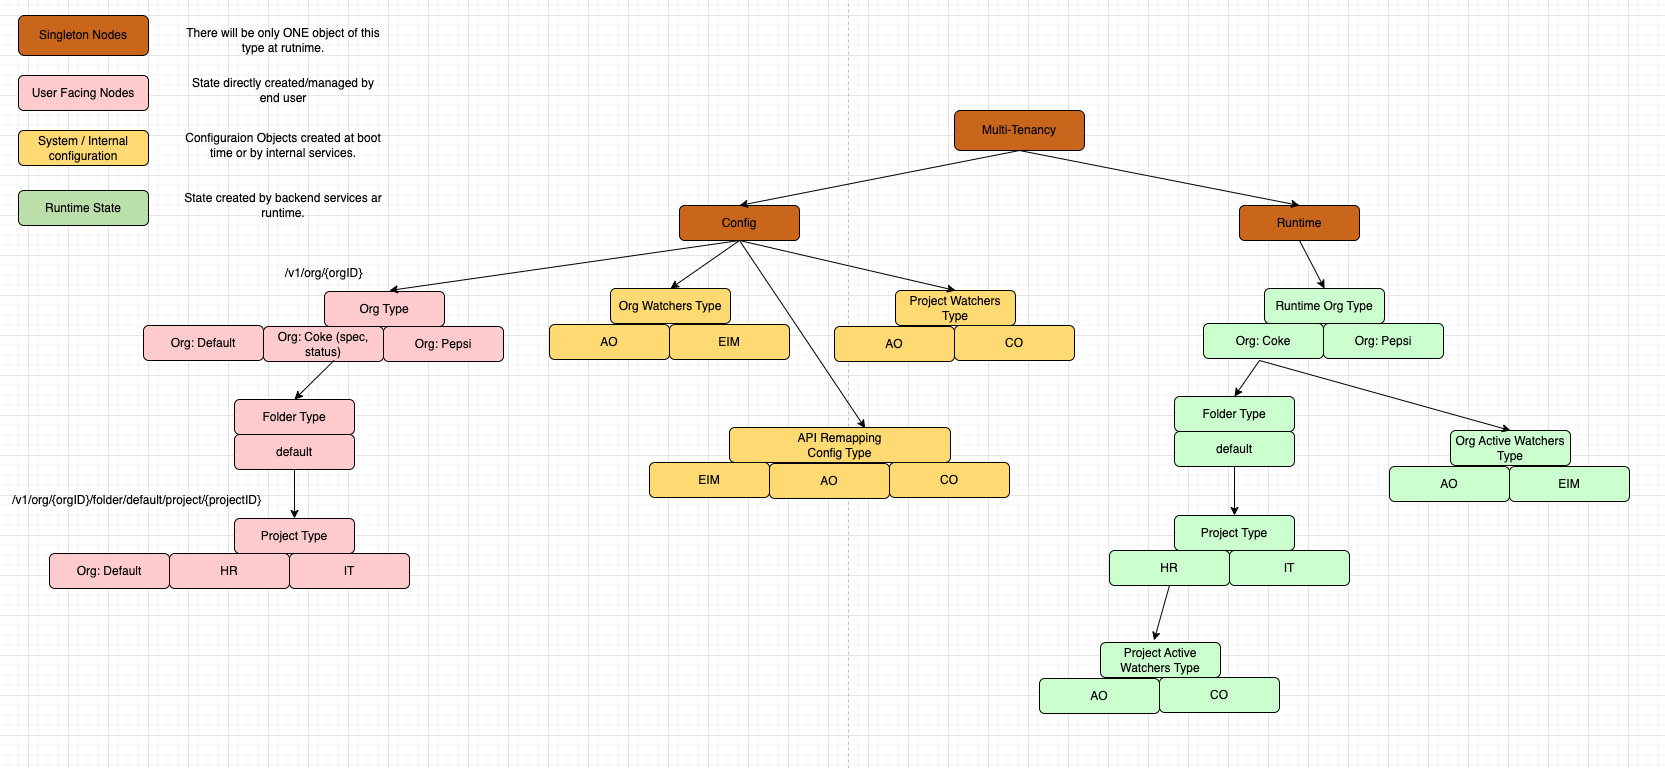 Singleton Nodes
There will be only ONE object of this
type at rutnime.
User Facing Nodes
State directly created/managed by
end user
System / Internal
configuration
Configuraion Objects created at boot
time or by internal services.
Runtime State
State created by backend services ar
runtime.
Multi-Tenancy
Config
Runtime
/v1/org/{orgID}
Org Type
Org: Default
Org: Coke (spec,
status)
Org: Pepsi
Folder Type
default
/v1/org/{orgID}/folder/default/project/{projectID}
Project Type
Org: Default
HR
IT
Org Watchers Type
AO
EIM
Project Watchers
Type
AO
CO
API Remapping
Config Type
EIM
AO
CO
Runtime Org Type
Org: Coke
Org: Pepsi
Folder Type
default
Org Active Watchers
Type
AO
EIM
Project Type
HR
IT
Project Active
Watchers Type
AO
CO